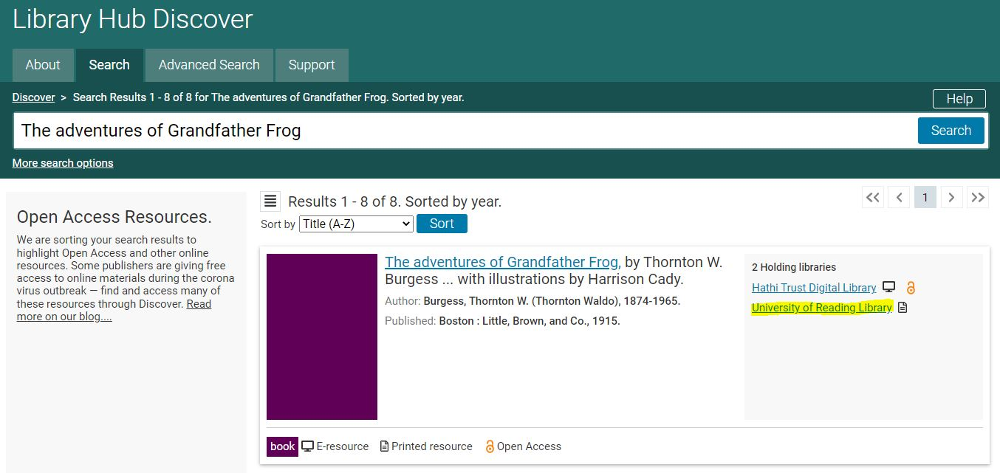 Library Hub Discover
About
Search
Advanced Search
Support
Discover > Search Results 1 - 8 of 8 for The adventures of Grandfather Frog. Sorted by year.
Help
The adventures of Grandfather Frog
Search
More search options
Open Access Resources.
We are sorting your search results to
highlight Open Access and other online
resources. Some publishers are giving free
access to online materials during the corona
virus outbreak — find and access many of
these resources through Discover. Read
more on our blog....
Results 1 - 8 of 8. Sorted by year.
<< < 1 > >>
Sort by Title (A-Z) Sort
The adventures of Grandfather Frog, by Thornton W.
Burgess ... with illustrations by Harrison Cady.
Author: Burgess, Thornton W. (Thornton Waldo), 1874-1965.
Published: Boston : Little, Brown, and Co., 1915.
2 Holding libraries
Hathi Trust Digital Library
University of Reading Library
book E-resource Printed resource Open Access